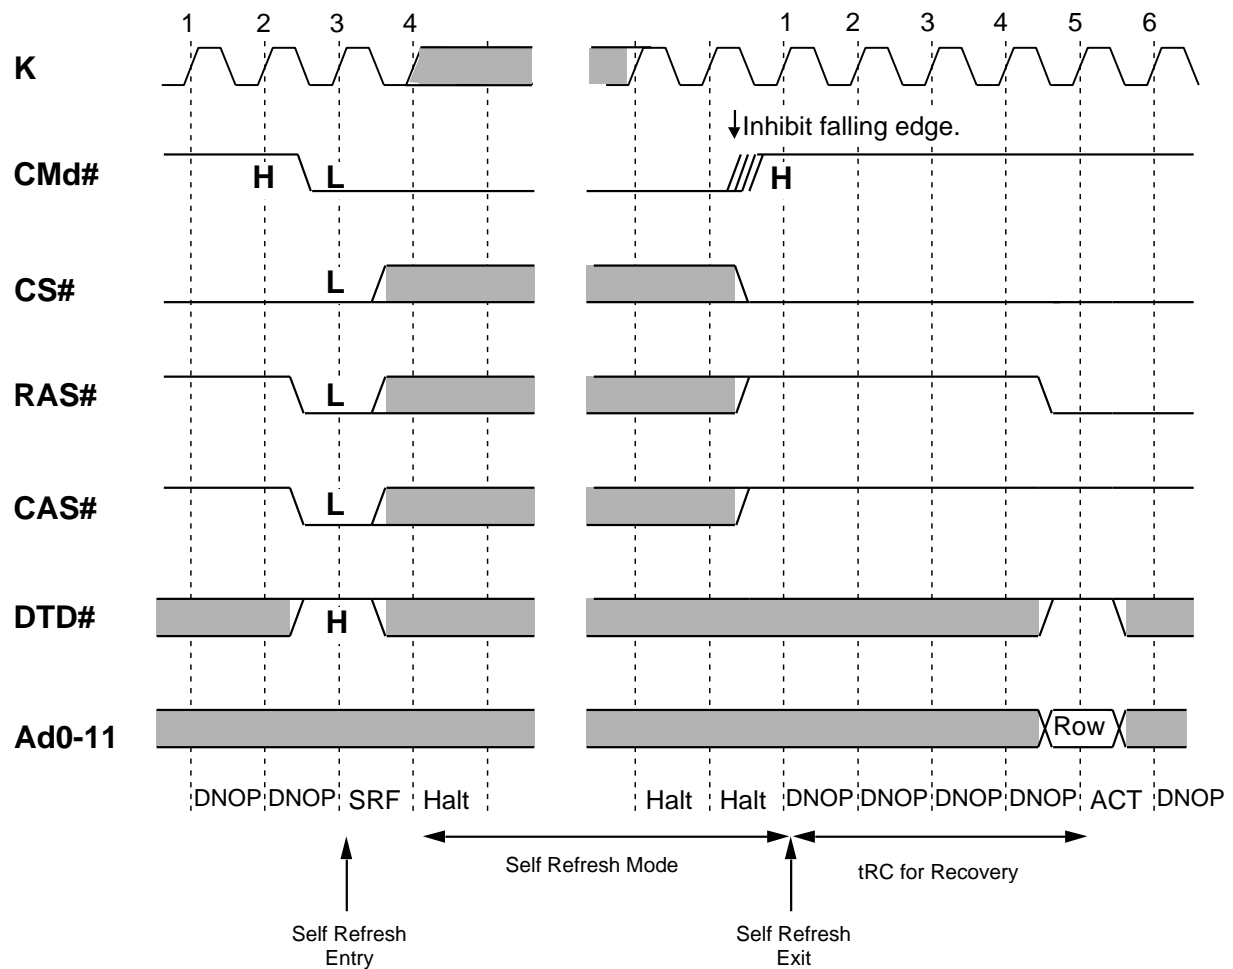 1 2 3 4 1 2 3 4 5 6
K
Inhibit falling edge.
CMd# H L H
CS# L
RAS# L
CAS# L
DTD# H
Ad0-11 Row
DNOP DNOP SRF Halt Halt Halt DNOP DNOP DNOP DNOP ACT DNOP
Self Refresh Mode
tRC for Recovery
Self Refresh
Entry
Self Refresh
Exit